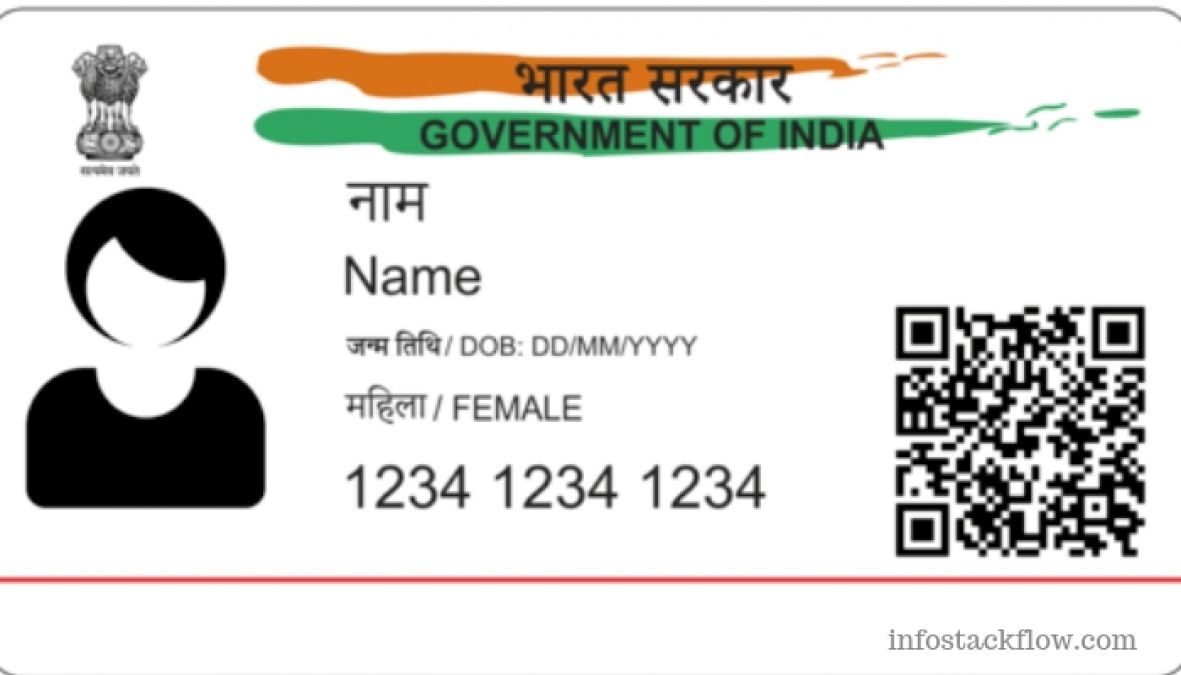 भारत सरकार
GOVERNMENT OF INDIA
सत्यमेव जयते
नाम
Name
जन्म तिथि / DOB: DD/MM/YYYY
महिला / FEMALE
1234 1234 1234
infostackflow.com